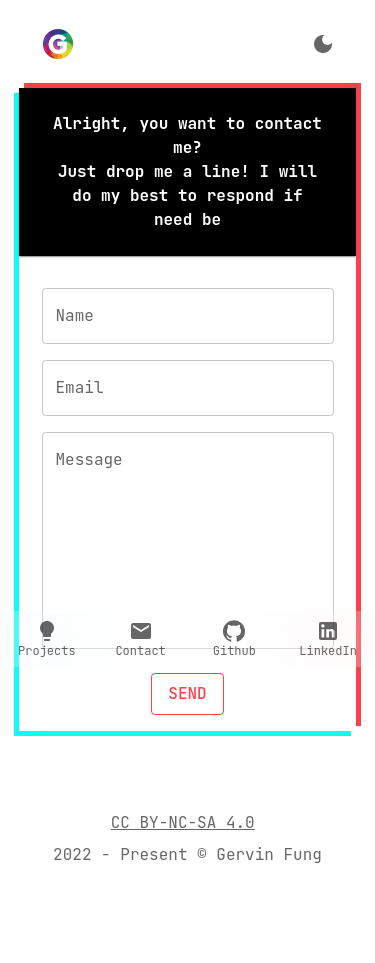 G
Alright, you want to contact
me?
Just drop me a line! I will
do my best to respond if
need be
Name
Email
Message
Projects Contact Github LinkedIn
SEND
CC BY-NC-SA 4.0
2022 - Present © Gervin Fung